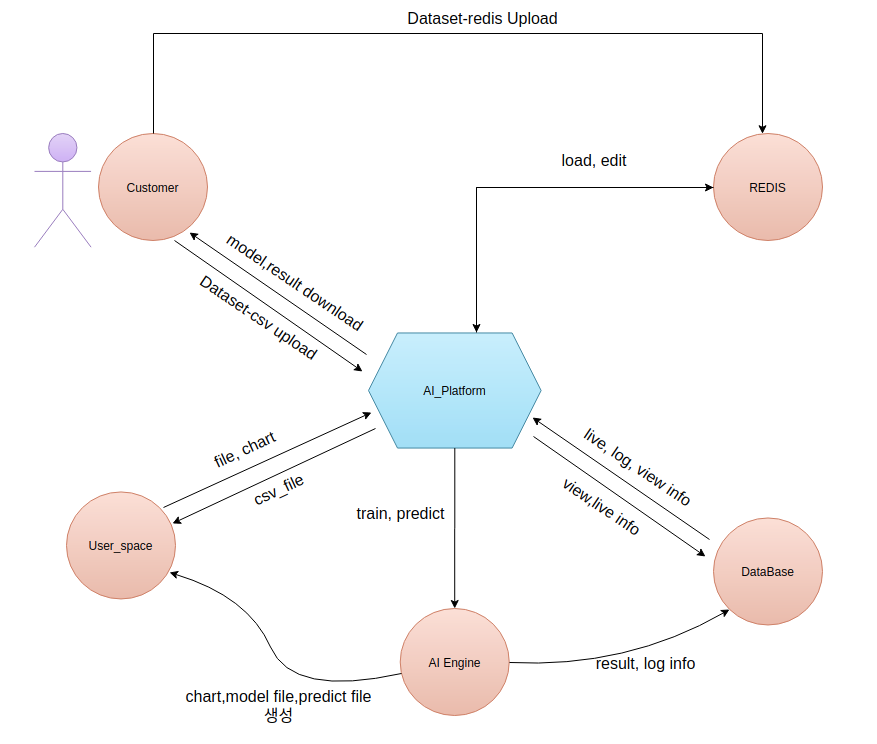 Dataset-redis Upload
load, edit
Customer
REDIS
model,result download
Dataset-csv upload
AI_Platform
file, chart
csv_file
live, log, view info
view,live info
train, predict
User_space
DataBase
AI Engine
result, log info
chart,model file,predict file
생성